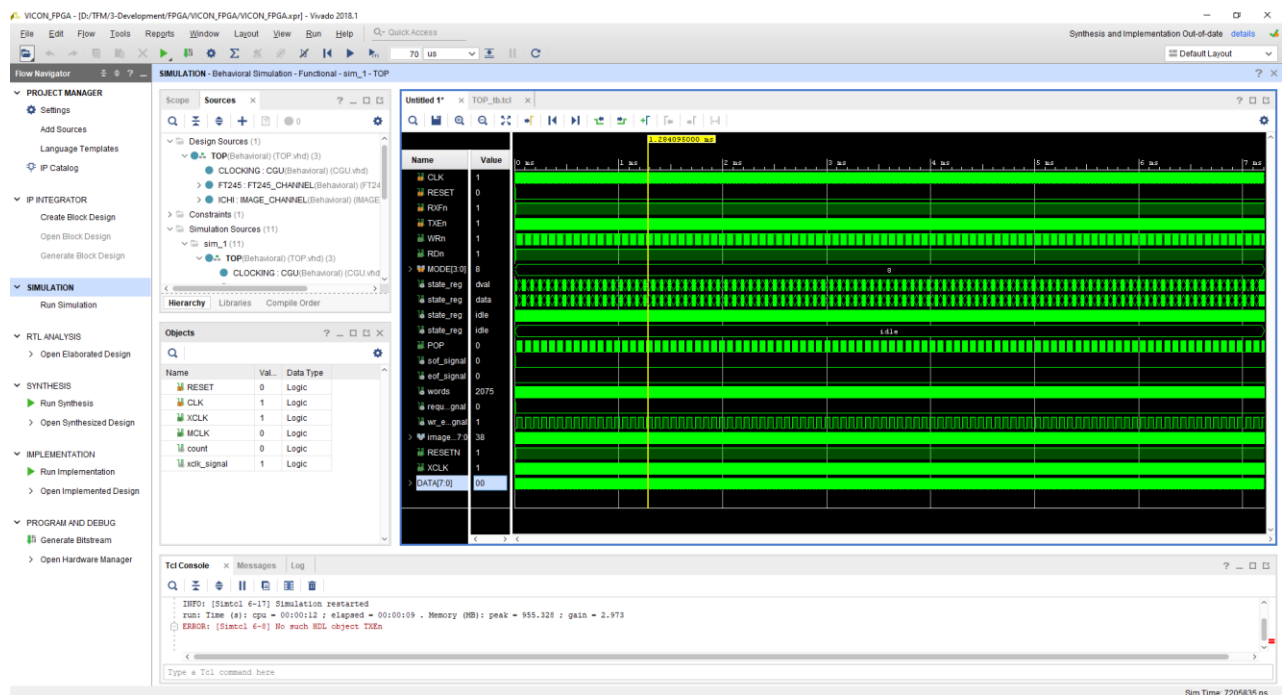 VICON_FPGA - [D:/TFM/3-Development/FPGA/VICON_FPGA/VICON_FPGA.xpr] - Vivado 2018.1
File Edit Flow Tools Reports Window Layout View Run Help Quick Access
Synthesis and Implementation Out-of-date details
70 us
Default Layout
Flow Navigator
SIMULATION - Behavioral Simulation - Functional - sim_1 - TOP
PROJECT MANAGER
Settings
Add Sources
Language Templates
IP Catalog
IP INTEGRATOR
Create Block Design
Open Block Design
Generate Block Design
SIMULATION
Run Simulation
RTL ANALYSIS
Open Elaborated Design
SYNTHESIS
Run Synthesis
Open Synthesized Design
IMPLEMENTATION
Run Implementation
Open Implemented Design
PROGRAM AND DEBUG
Generate Bitstream
Open Hardware Manager
Scope Sources
0
Design Sources (1)
TOP(Behavioral) (TOP.vhd) (3)
CLOCKING : CGU(Behavioral) (CGU.vhd)
FT245 : FT245_CHANNEL(Behavioral) (FT24
ICHI : IMAGE_CHANNEL(Behavioral) (IMAGE
Constraints (1)
Simulation Sources (11)
sim_1 (11)
TOP(Behavioral) (TOP.vhd) (3)
CLOCKING : CGU(Behavioral) (CGU.vhd
Hierarchy Libraries Compile Order
Objects
Name Val... Data Type
RESET 0 Logic
CLK 1 Logic
XCLK 1 Logic
MCLK 0 Logic
count 0 Logic
xclk_signal 1 Logic
Untitled 1* TOP_tb.tcl
1.284095000 ms
Name Value 0 ms 1 ms 2 ms 3 ms 4 ms 5 ms 6 ms 7 ms
CLK 1
RESET 0
RXFn 1
TXEn 1
WRn 1
RDn 1
MODE[3:0] 8 8
state_reg dval
state_reg data
state_reg idle
state_reg idle idle
POP 0
sof_signal 0
eof_signal 0
words 2075
requ...gnal 0
wr_e...gnal 1
image...7:0 38
RESETN 1
XCLK 1
DATA[7:0] 00
Tcl Console Messages Log
INFO: [Simtcl 6-17] Simulation restarted
run: Time (s): cpu = 00:00:12 ; elapsed = 00:00:09 . Memory (MB): peak = 955.328 ; gain = 2.973
ERROR: [Simtcl 6-8] No such HDL object TXEn
Type a Tcl command here
Sim Time: 7205835 ns